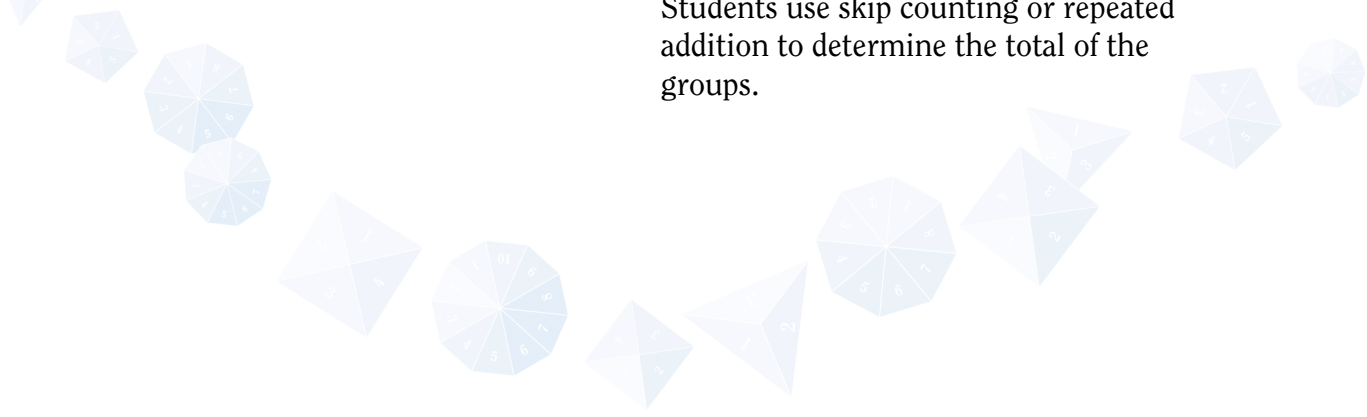 Students use skip counting or repeated
addition to determine the total of the
groups.